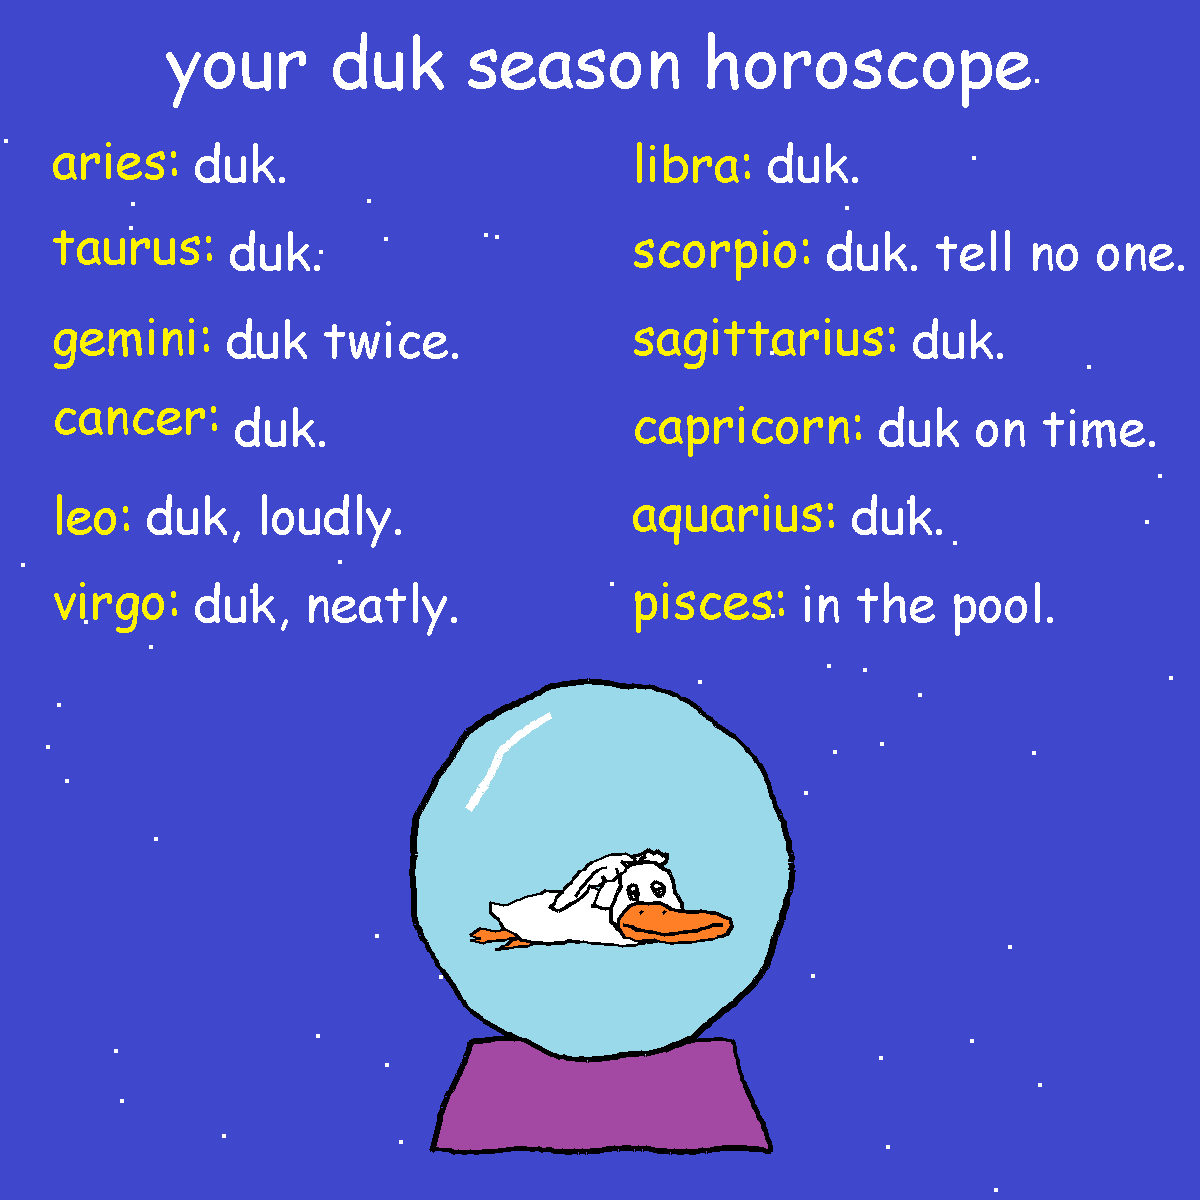 your duk season horoscope.
aries: duk.
taurus: duk.
gemini: duk twice.
cancer: duk.
leo: duk, loudly.
virgo: duk, neatly.
libra: duk.
scorpio: duk. tell no one.
sagittarius: duk.
capricorn: duk on time.
aquarius: duk.
pisces: in the pool.